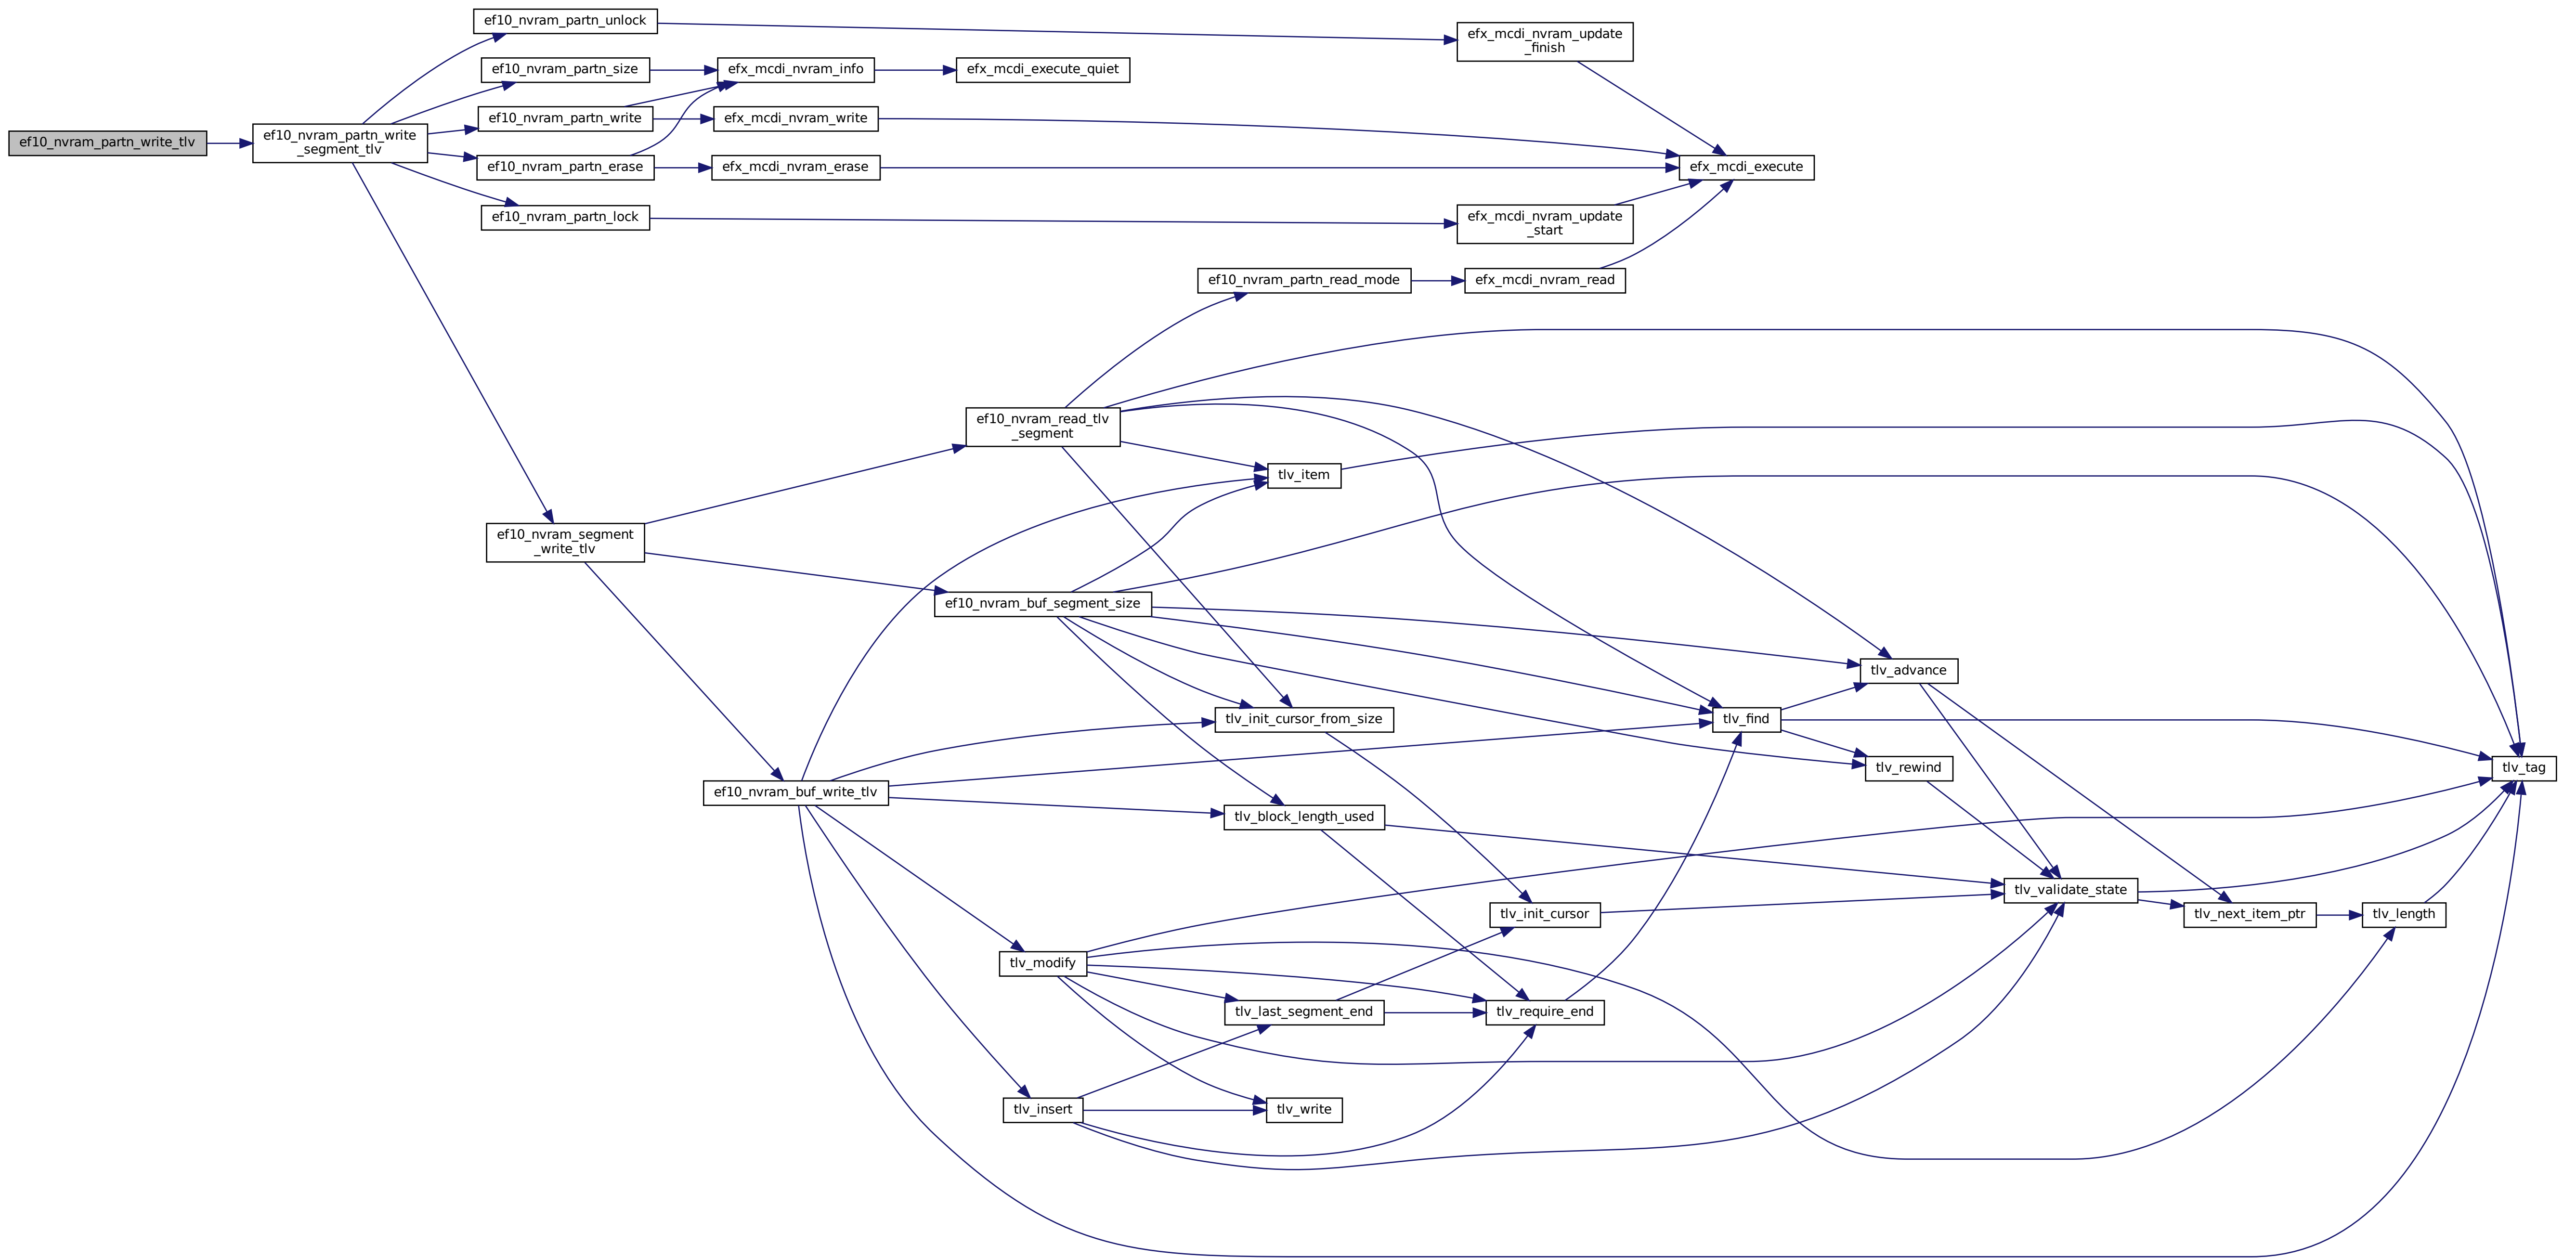 ef10_nvram_partn_write_tlv
ef10_nvram_partn_write
_segment_tlv
ef10_nvram_partn_unlock
ef10_nvram_partn_size
ef10_nvram_partn_write
ef10_nvram_partn_erase
ef10_nvram_partn_lock
efx_mcdi_nvram_info
efx_mcdi_nvram_write
efx_mcdi_nvram_erase
efx_mcdi_execute_quiet
efx_mcdi_nvram_update
_finish
efx_mcdi_execute
efx_mcdi_nvram_update
_start
ef10_nvram_partn_read_mode
efx_mcdi_nvram_read
ef10_nvram_read_tlv
_segment
tlv_item
ef10_nvram_segment
_write_tlv
ef10_nvram_buf_segment_size
tlv_advance
tlv_init_cursor_from_size
tlv_find
tlv_rewind
tlv_tag
ef10_nvram_buf_write_tlv
tlv_block_length_used
tlv_validate_state
tlv_init_cursor
tlv_next_item_ptr
tlv_length
tlv_modify
tlv_last_segment_end
tlv_require_end
tlv_insert
tlv_write